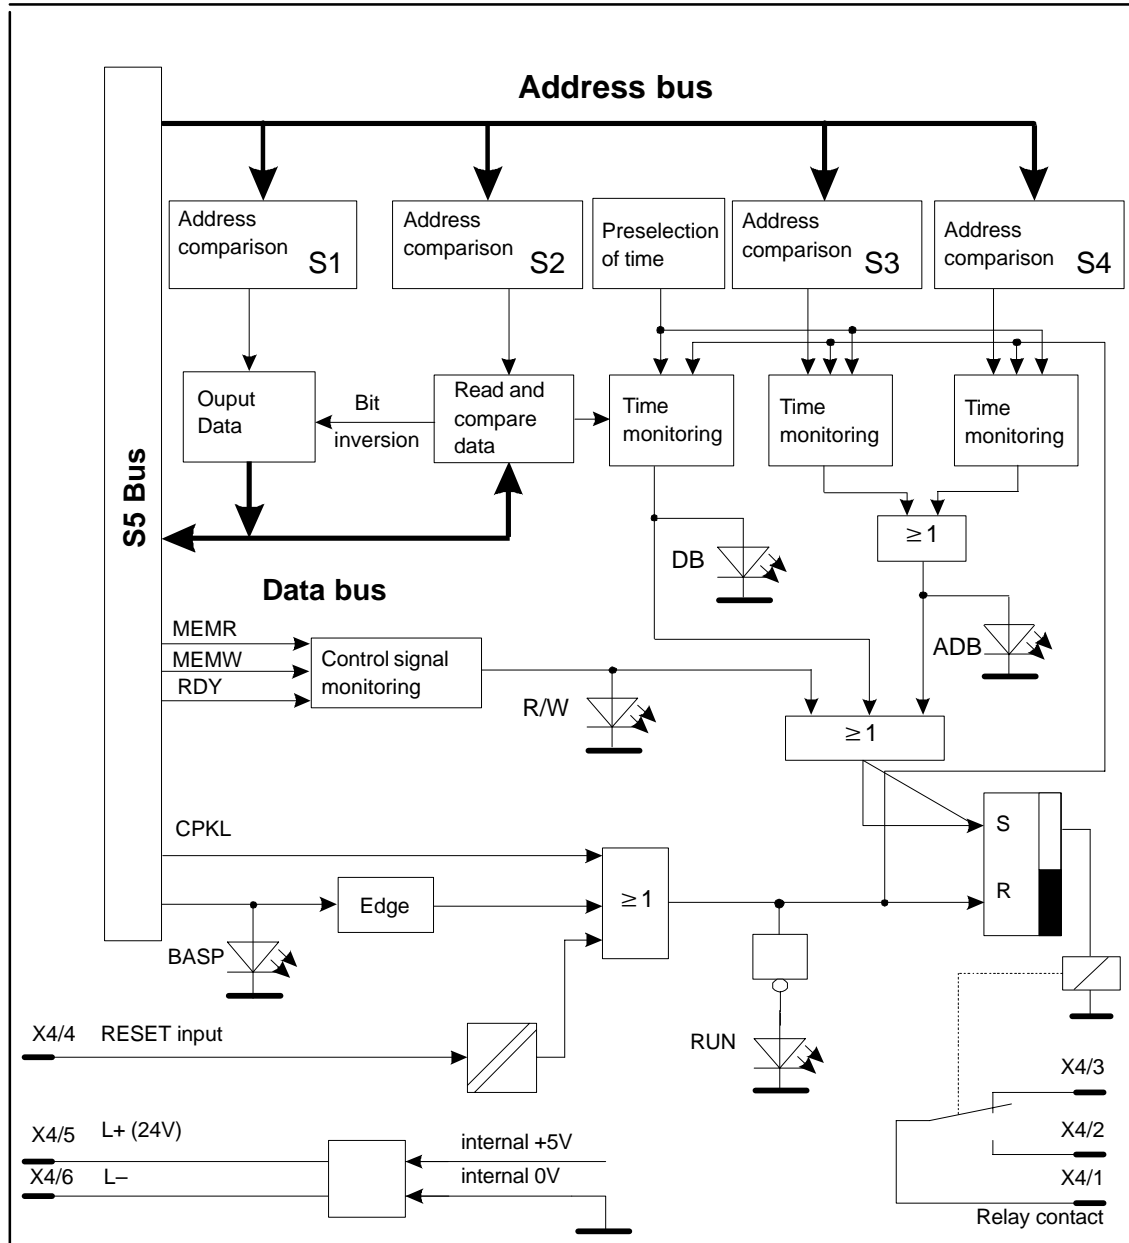 Address bus
Address
comparison
S1
Address
comparison
S2
Preselection
of time
Address
comparison
S3
Address
comparison
S4
Ouput
Data
Bit
inversion
Read and
compare
data
Time
monitoring
Time
monitoring
Time
monitoring
S5 Bus
≥1
DB
Data bus
ADB
MEMR
MEMW
RDY
Control signal
monitoring
R/W
≥1
CPKL
S
R
Edge
≥1
BASP
X4/4 RESET input
RUN
X4/3
X4/5 L+ (24V)
internal +5V
X4/2
X4/6 L–
internal 0V
X4/1
Relay contact